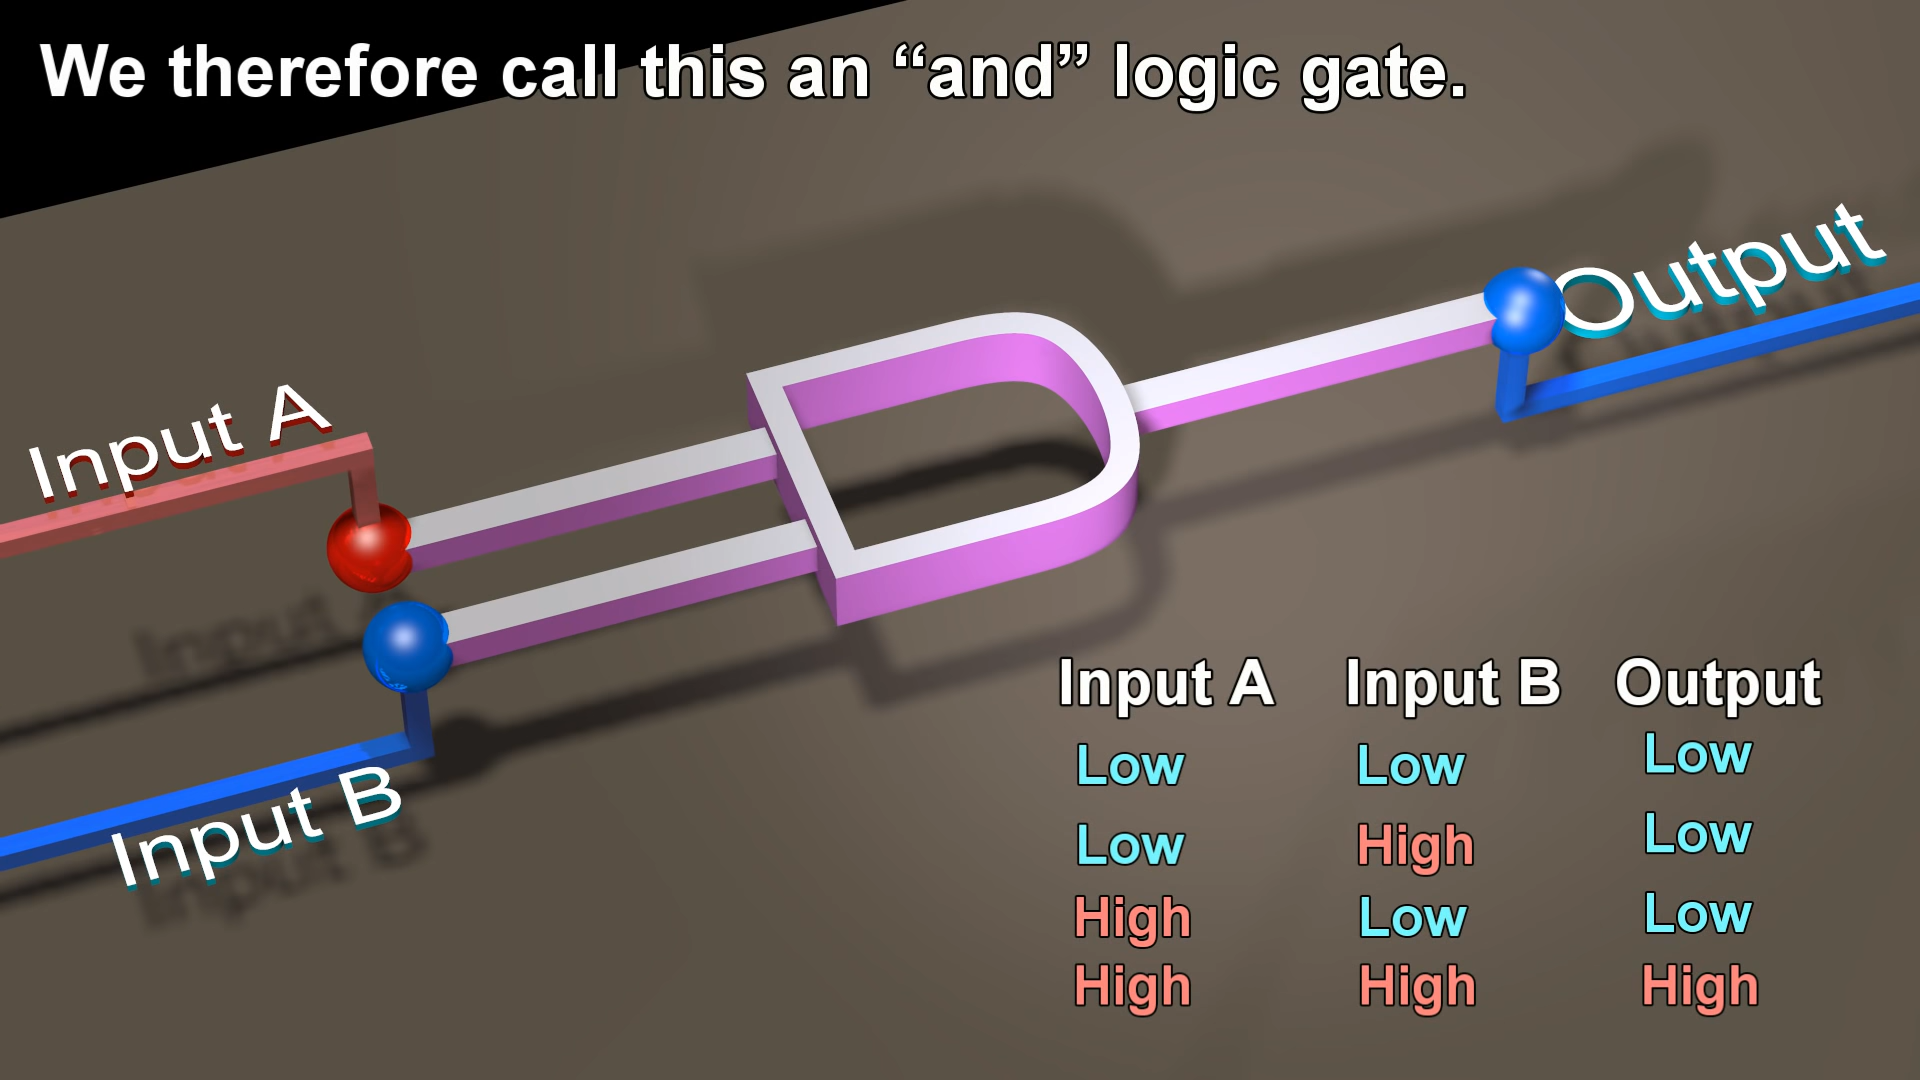 We therefore call this an “and” logic gate.
Output
Input A
Input B
Input A Input B Output
Low Low Low
Low High Low
High Low Low
High High High